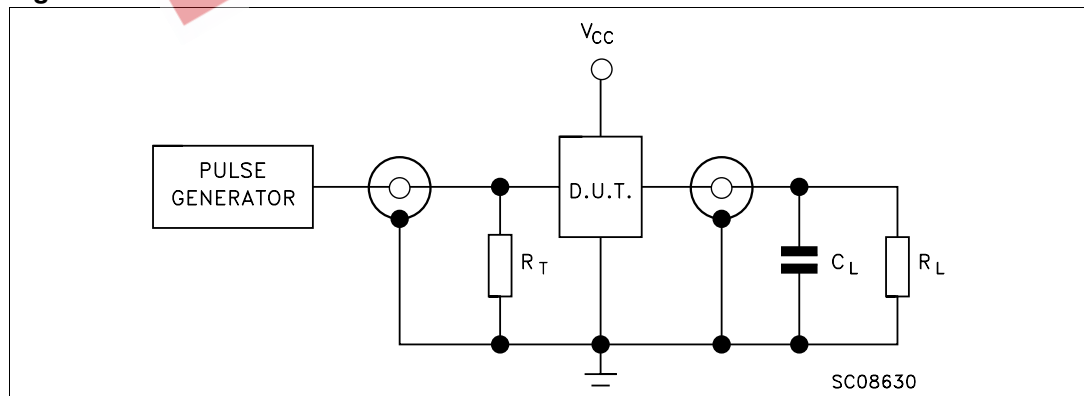 VCC
PULSE
GENERATOR
D.U.T.
RT
CL
RL
SC08630